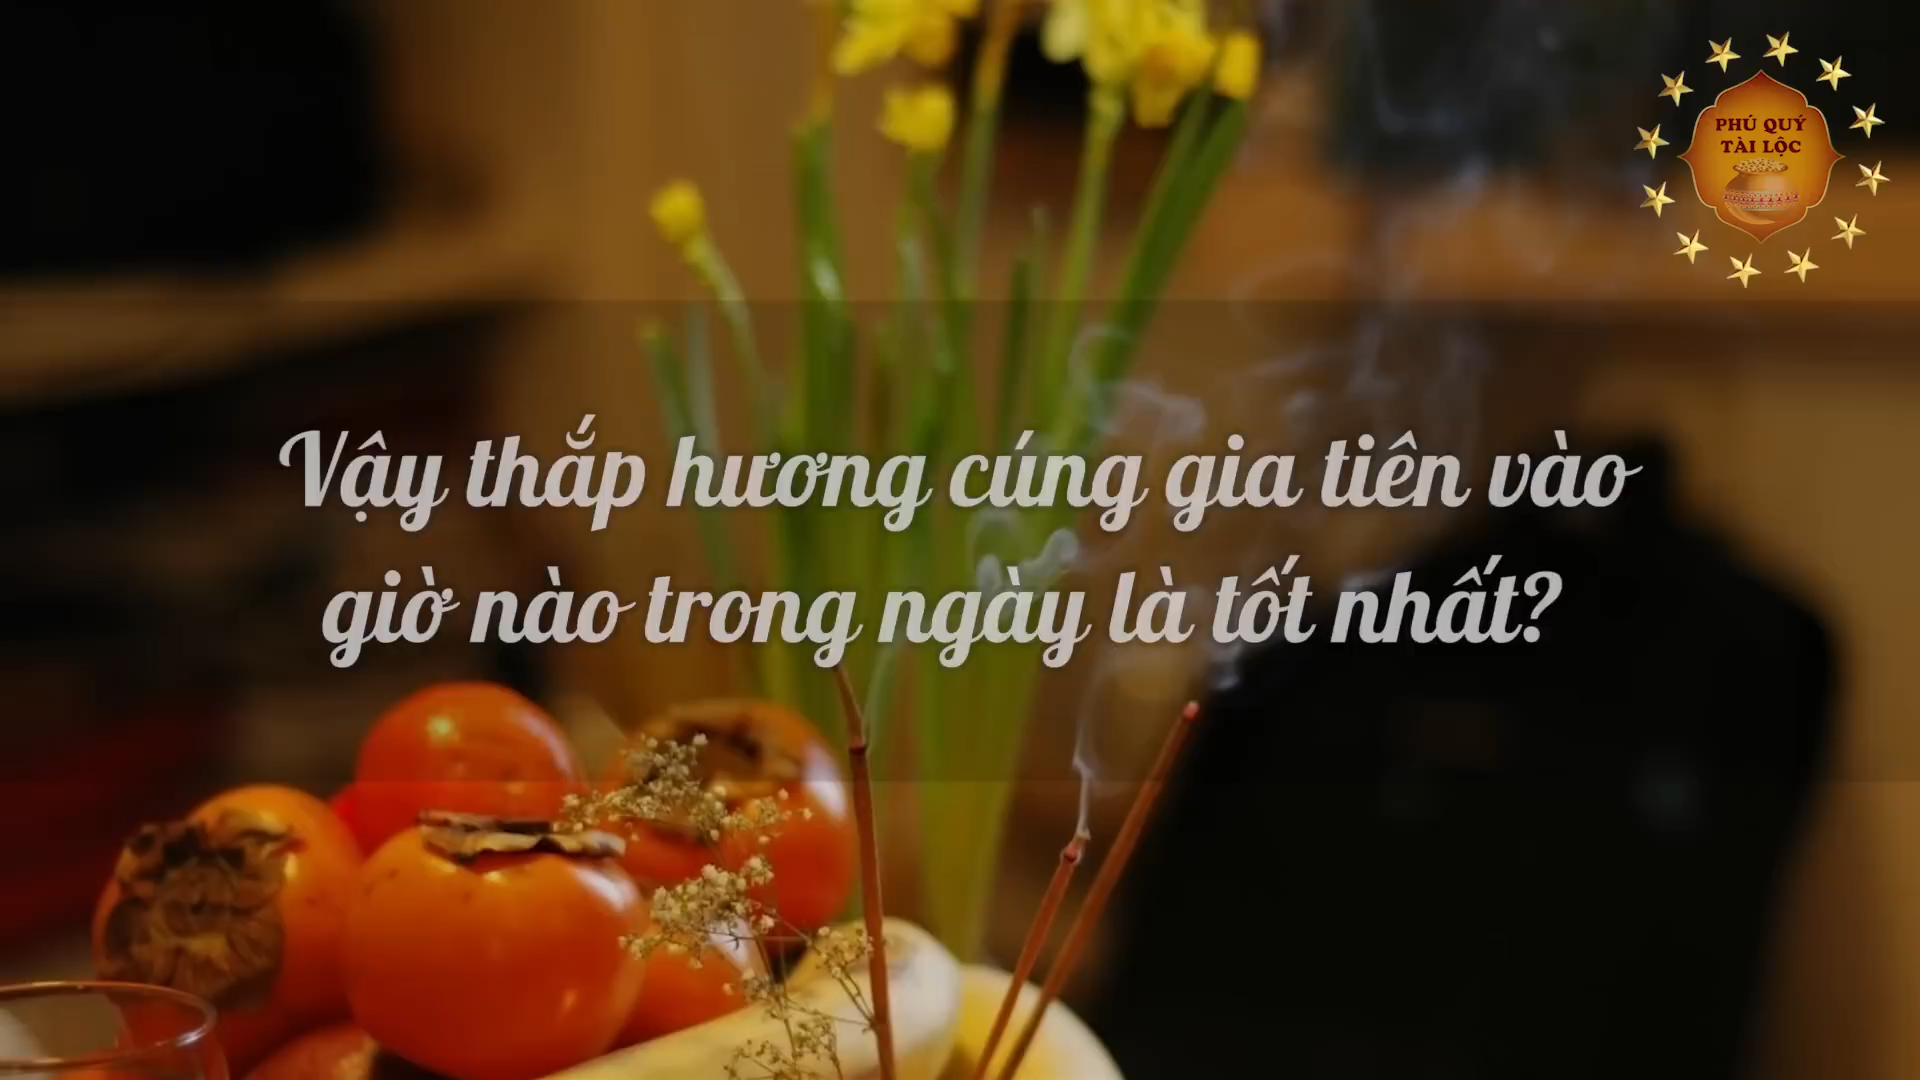 PHÚ QUÝ
TÀI LỘC
Vậy thắp hương cúng gia tiên vào
giờ nào trong ngày là tốt nhất?